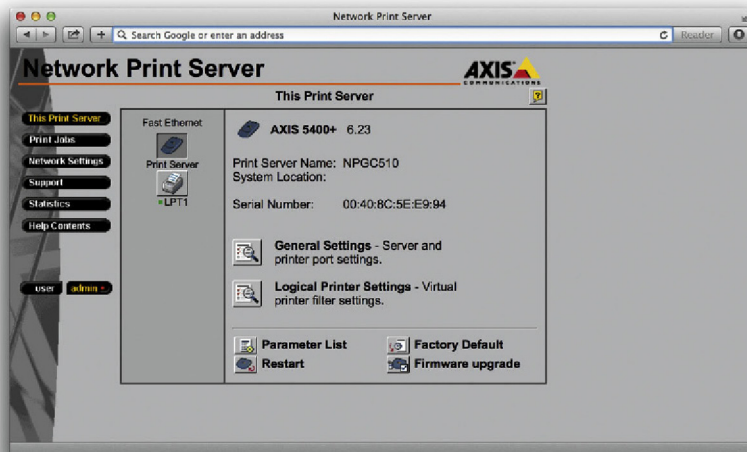 Network Print Server
Search Google or enter an address
Reader
Network Print Server
AXIS
COMMUNICATIONS
This Print Server
?
This Print Server
Print Jobs
Network Settings
Support
Statistics
Help Contents
user
admin
Fast Ethernet
Print Server
LPT1
AXIS 5400+ 6.23
Print Server Name: NPGC510
System Location:
Serial Number: 00:40:8C:5E:E9:94
General Settings - Server and
printer port settings.
Logical Printer Settings - Virtual
printer filter settings.
Parameter List
Factory Default
Restart
Firmware upgrade